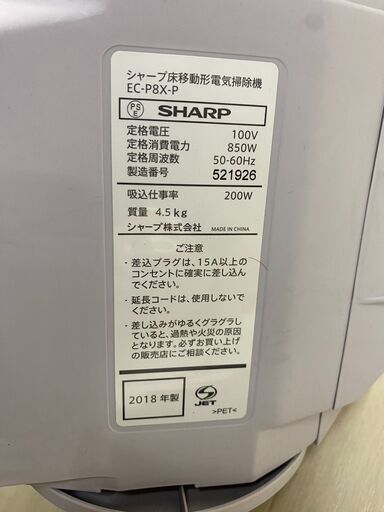 シャープ床移動形電気掃除機
EC-P8X-P
PS
E
SHARP
定格電圧 100V
定格消費電力 850W
定格周波数 50-60Hz
製造番号 521926
吸込仕事率 200W
質量 4.5kg
シャープ株式会社 MADE IN CHINA
ご注意
・差込プラグは、15A以上の
コンセントに確実に差し込ん
でください。
・延長コードは、使用しないで
ください。
・差し込みがゆるくグラグラし
ていると、過熱や火災の原因
となります。必ずお買い上げ
の販売店にご相談ください。
2018 年製
S
JET
>PET<